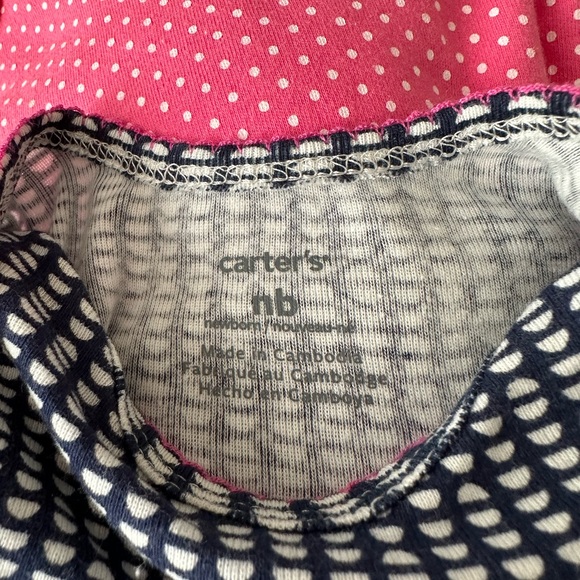 carter's
nb
newborn / nouveau-né
Made in Cambodia
Fabriqué au Cambodge
Hecho en Camboya